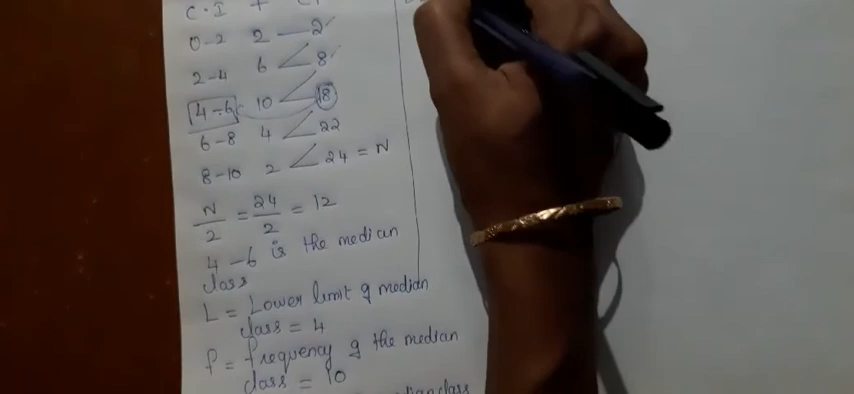 C.I f
0-2 2 2
2-4 6 8
4-6 10 18
6-8 4 22
8-10 2 24 = N
N/2 = 24/2 = 12
4-6 is the median
class
L = Lower limit of median
class = 4
f = frequency of the median
class = 10